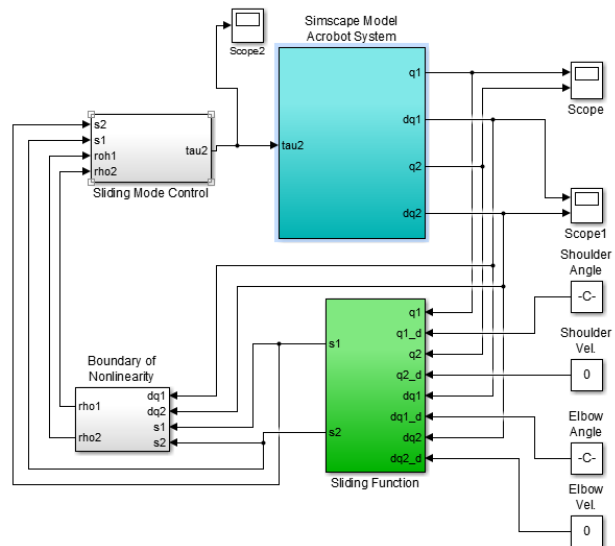 Simscape Model
Acrobot System
Scope2
q1
dq1
q2
dq2
tau2
Scope
Scope1
s2
s1
roh1
rho2
tau2
Sliding Mode Control
Shoulder
Angle
-C-
Shoulder
Vel.
0
Elbow
Angle
-C-
Elbow
Vel.
0
q1
q1_d
q2
q2_d
dq1
dq1_d
dq2
dq2_d
s1
s2
Sliding Function
Boundary of
Nonlinearity
rho1
rho2
dq1
dq2
s1
s2